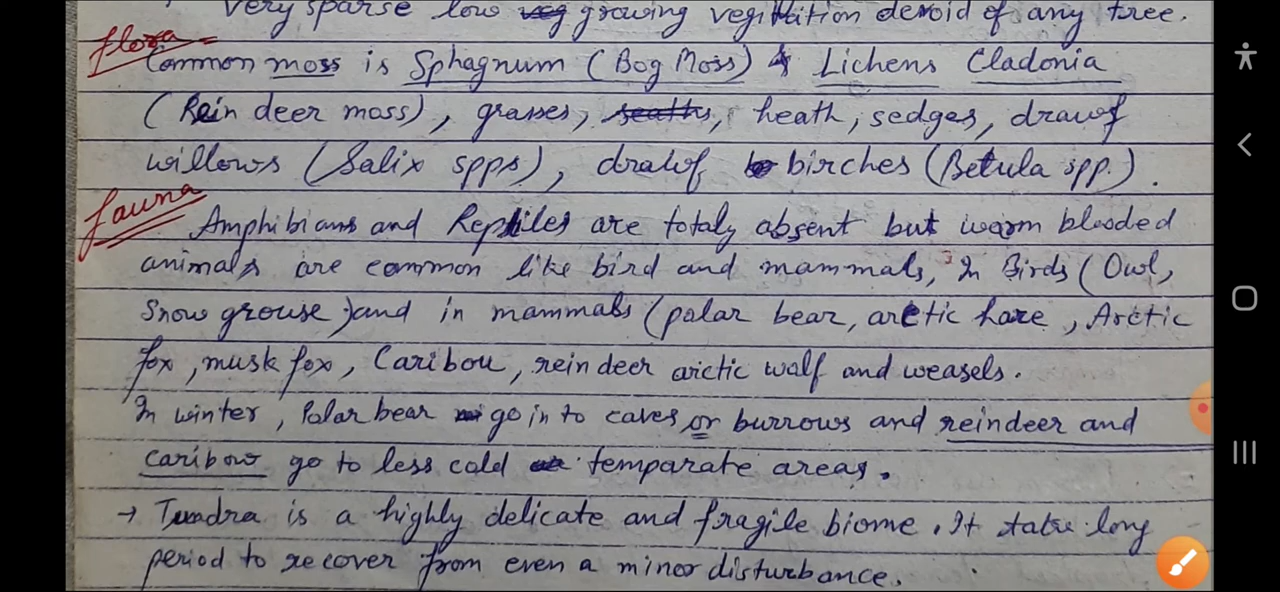 Very sparse low growing vegittation devoid of any tree.
flora
Common moss is Sphagnum (Bog Moss) & Lichens Cladonia
(Rein deer moss), grasses, seaths, heath, sedges, drawf
willows (Salix spps), dralof birches (Betula spp.).
fauna
Amphibians and Reptiles are totaly absent but warm blooded
animals are common like bird and mammals, In Birds (Owl,
Snow grouse) and in mammals (polar bear, arctic hare, Arctic
fox, musk fox, Caribou, reindeer arctic walf and weasels.
In winter, Polar bear go in to caves or burrows and reindeer and
caribow go to less cold temparate areas.
→ Tundra is a highly delicate and fragile biome. It take long
period to recover from even a minor disturbance.